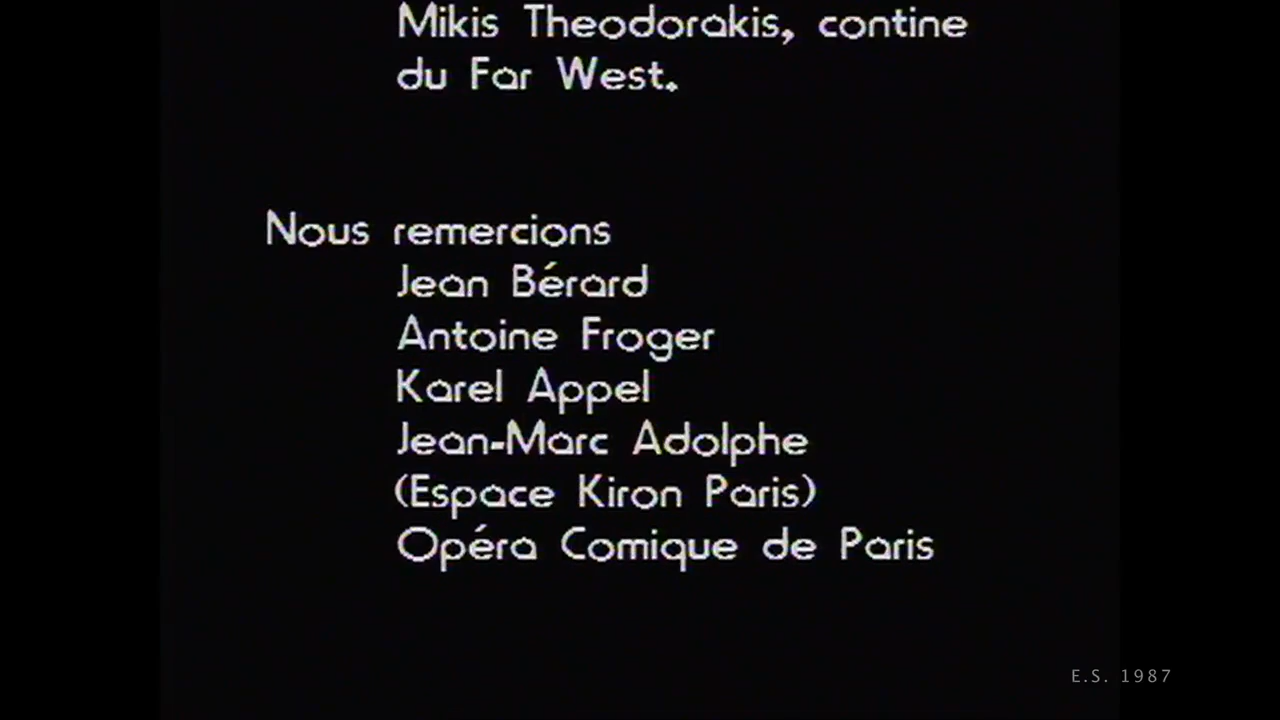 Mikis Theodorakis, contine
du Far West.
Nous remercions
Jean Bérard
Antoine Froger
Karel Appel
Jean-Marc Adolphe
(Espace Kiron Paris)
Opéra Comique de Paris
E.S. 1987